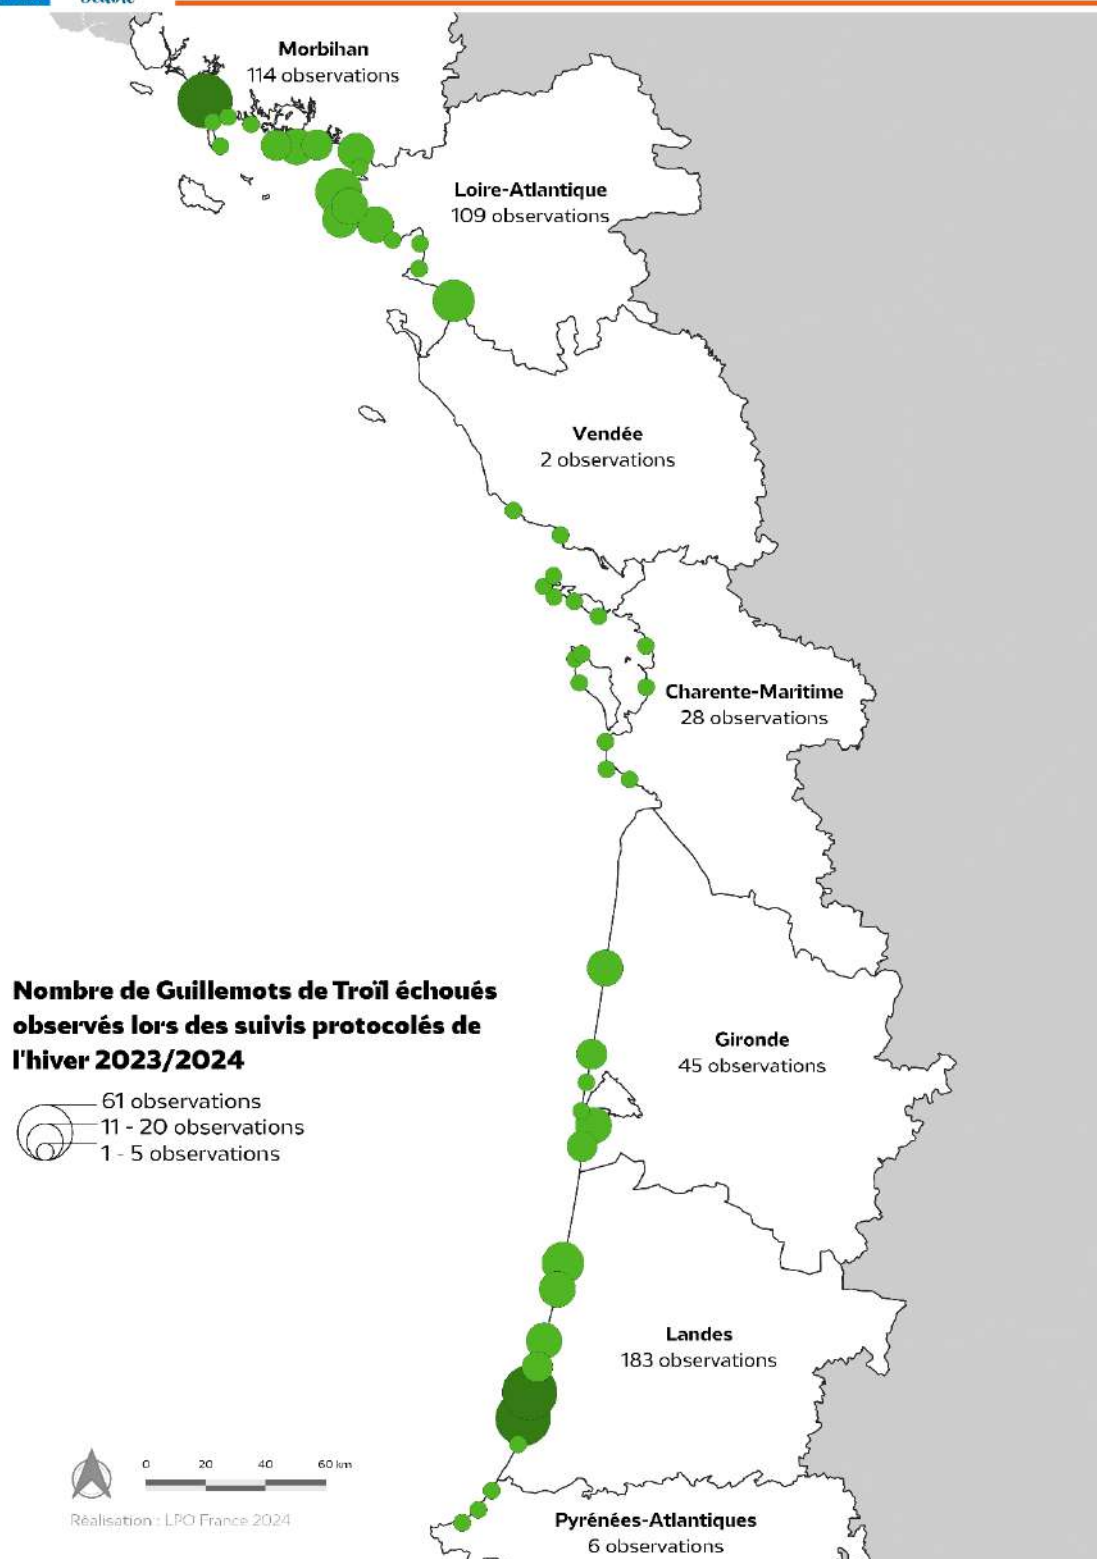 Morbihan
114 observations
Loire-Atlantique
109 observations
Vendée
2 observations
Charente-Maritime
28 observations
Nombre de Guillemots de Troïl échoués
observés lors des suivis protocolés de
l'hiver 2023/2024
61 observations
11 - 20 observations
1 - 5 observations
Gironde
45 observations
Landes
183 observations
0 20 40 60 km
Réalisation : LPO France 2024
Pyrénées-Atlantiques
6 observations